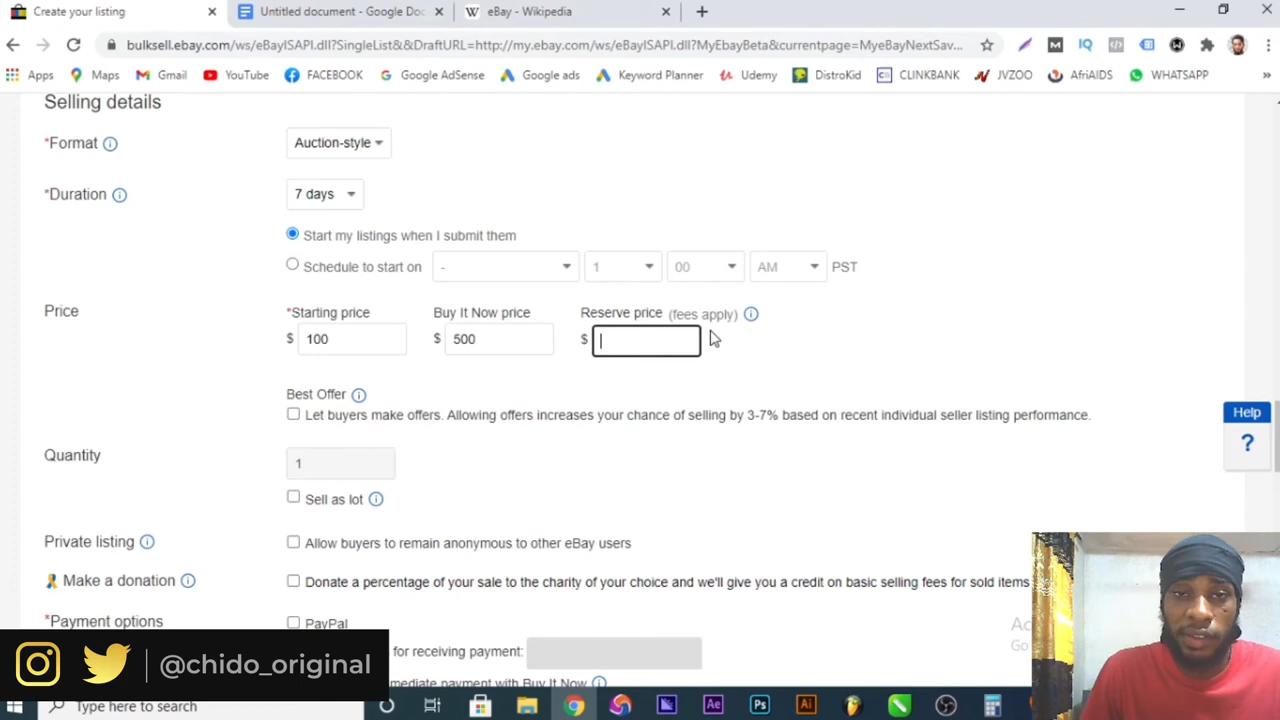 Create your listing
Untitled document - Google Doc
eBay - Wikipedia
bulksell.ebay.com/ws/eBayISAPI.dll?SingleList&&DraftURL=http://my.ebay.com/ws/eBayISAPI.dll?MyEbayBeta&currentpage=MyeBayNextSav...
Apps Maps Gmail YouTube FACEBOOK Google AdSense Google ads Keyword Planner Udemy DistroKid CLINKBANK JVZOO AfriAIDS WHATSAPP »
Selling details
*Format Auction-style
*Duration 7 days
Start my listings when I submit them
Schedule to start on - 1 00 AM PST
Price *Starting price Buy It Now price Reserve price (fees apply)
$ 100 $ 500 $
Best Offer
Let buyers make offers. Allowing offers increases your chance of selling by 3-7% based on recent individual seller listing performance.
Quantity 1
Sell as lot
Help
?
Private listing Allow buyers to remain anonymous to other eBay users
Make a donation Donate a percentage of your sale to the charity of your choice and we'll give you a credit on basic selling fees for sold items
*Payment options PayPal
for receiving payment:
mediate payment with Buy It Now
@chido_original
Type here to search